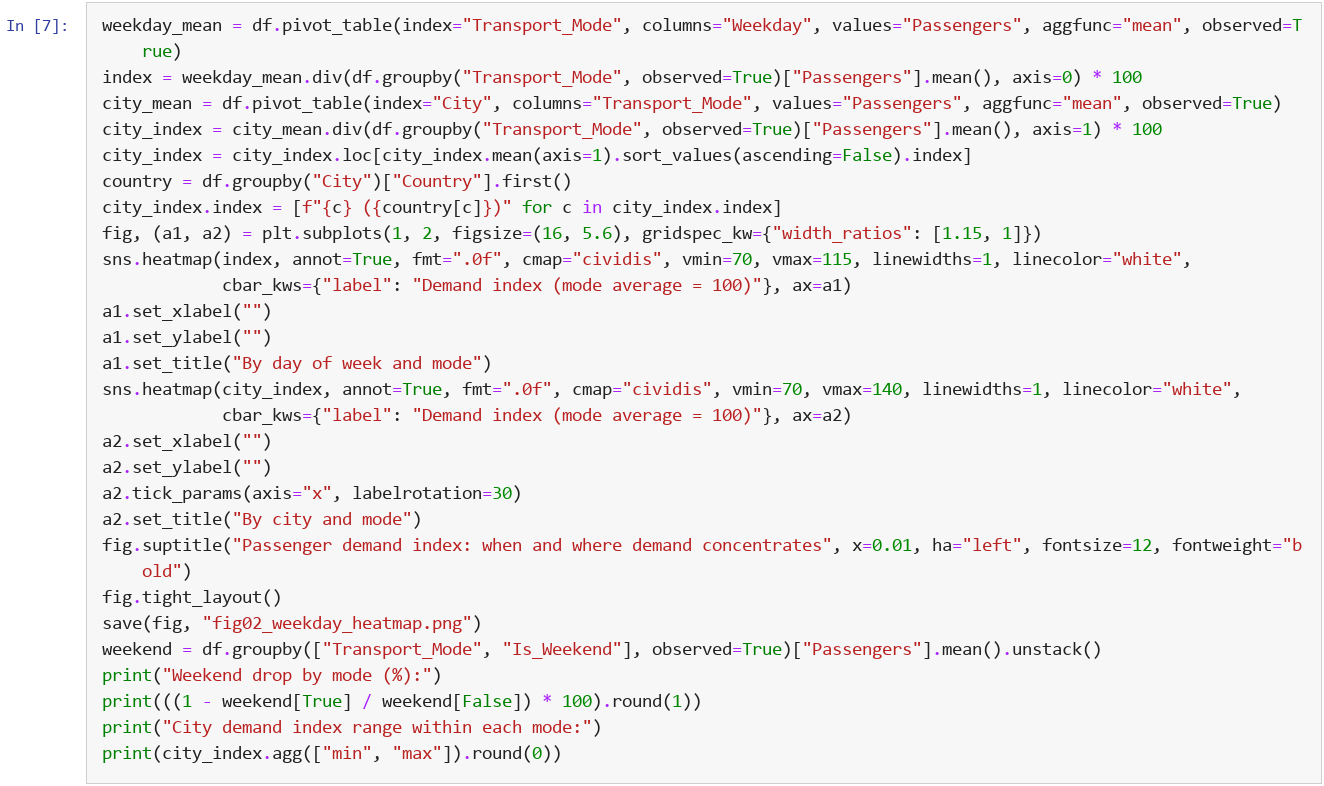 In [7]:
weekday_mean = df.pivot_table(index="Transport_Mode", columns="Weekday", values="Passengers", aggfunc="mean", observed=T
rue)
index = weekday_mean.div(df.groupby("Transport_Mode", observed=True)["Passengers"].mean(), axis=0) * 100
city_mean = df.pivot_table(index="City", columns="Transport_Mode", values="Passengers", aggfunc="mean", observed=True)
city_index = city_mean.div(df.groupby("Transport_Mode", observed=True)["Passengers"].mean(), axis=1) * 100
city_index = city_index.loc[city_index.mean(axis=1).sort_values(ascending=False).index]
country = df.groupby("City")["Country"].first()
city_index.index = [f"{c} ({country[c]})" for c in city_index.index]
fig, (a1, a2) = plt.subplots(1, 2, figsize=(16, 5.6), gridspec_kw={"width_ratios": [1.15, 1]})
sns.heatmap(index, annot=True, fmt=".0f", cmap="cividis", vmin=70, vmax=115, linewidths=1, linecolor="white",
            cbar_kws={"label": "Demand index (mode average = 100)"}, ax=a1)
a1.set_xlabel("")
a1.set_ylabel("")
a1.set_title("By day of week and mode")
sns.heatmap(city_index, annot=True, fmt=".0f", cmap="cividis", vmin=70, vmax=140, linewidths=1, linecolor="white",
            cbar_kws={"label": "Demand index (mode average = 100)"}, ax=a2)
a2.set_xlabel("")
a2.set_ylabel("")
a2.tick_params(axis="x", labelrotation=30)
a2.set_title("By city and mode")
fig.suptitle("Passenger demand index: when and where demand concentrates", x=0.01, ha="left", fontsize=12, fontweight="b
old")
fig.tight_layout()
save(fig, "fig02_weekday_heatmap.png")
weekend = df.groupby(["Transport_Mode", "Is_Weekend"], observed=True)["Passengers"].mean().unstack()
print("Weekend drop by mode (%):")
print(((1 - weekend[True] / weekend[False]) * 100).round(1))
print("City demand index range within each mode:")
print(city_index.agg(["min", "max"]).round(0))